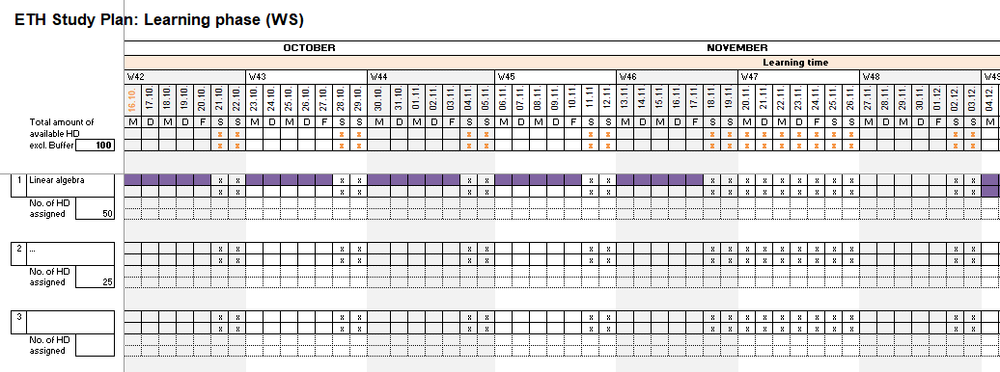 ETH Study Plan: Learning phase (WS)
OCTOBER NOVEMBER
Learning time
W42 W43 W44 W45 W46 W47 W48 W49
16.10. 17.10. 18.10. 19.10. 20.10. 21.10. 22.10. 23.10. 24.10. 25.10. 26.10. 27.10. 28.10. 29.10. 30.10. 31.10. 01.11. 02.11. 03.11. 04.11. 05.11. 06.11. 07.11. 08.11. 09.11. 10.11. 11.11. 12.11. 13.11. 14.11. 15.11. 16.11. 17.11. 18.11. 19.11. 20.11. 21.11. 22.11. 23.11. 24.11. 25.11. 26.11. 27.11. 28.11. 29.11. 30.11. 01.12. 02.12. 03.12. 04.12.
Total amount of M D M D F S S M D M D F S S M D M D F S S M D M D F S S M D M D F S S M D M D F S S M D M D F S S M
available HD x x x x x x x x x x x x x x x x x x x
excl. Buffer 100 x x x x x x x x x x x x x x x x x x x
1 Linear algebra x x x x x x x x x x x x x x x x x x x
x x x x x x x x x x x x x x x x x x x
No. of HD
assigned 50
2 ... x x x x x x x x x x x x x x x x x x x
x x x x x x x x x x x x x x x x x x x
No. of HD
assigned 25
3 x x x x x x x x x x x x x x x x x x x
x x x x x x x x x x x x x x x x x x x
No. of HD
assigned